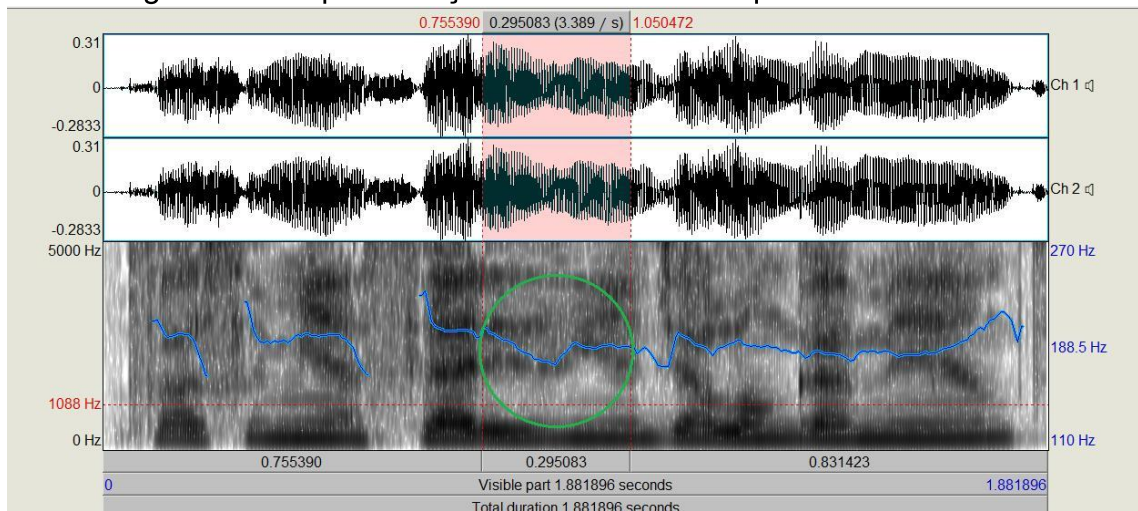 0.755390 0.295083 (3.389 / s) 1.050472
0.31
0
-0.2833
Ch 1
0.31
0
-0.2833
Ch 2
5000 Hz
270 Hz
188.5 Hz
1088 Hz
0 Hz
110 Hz
0.755390 0.295083 0.831423
0 Visible part 1.881896 seconds 1.881896
Total duration 1.881896 seconds